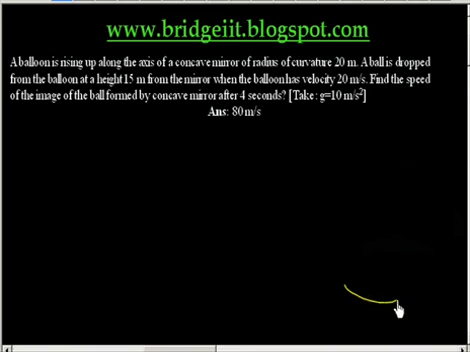 www.bridgeiit.blogspot.com
A balloon is rising up along the axis of a concave mirror of radius of curvature 20 m. A ball is dropped
from the balloon at a height 15 m from the mirror when the balloon has velocity 20 m/s. Find the speed
of the image of the ball formed by concave mirror after 4 seconds? [Take: g=10 m/s²]
Ans: 80 m/s